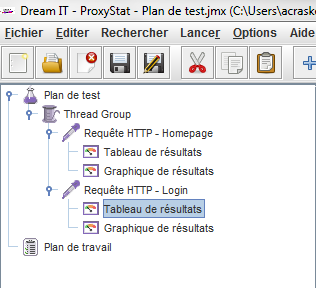 Dream IT - ProxyStat - Plan de test.jmx (C:\Users\acrask
Fichier Editer Rechercher Lancer Options Aide
Plan de test
Thread Group
Requête HTTP - Homepage
Tableau de résultats
Graphique de résultats
Requête HTTP - Login
Tableau de résultats
Graphique de résultats
Plan de travail